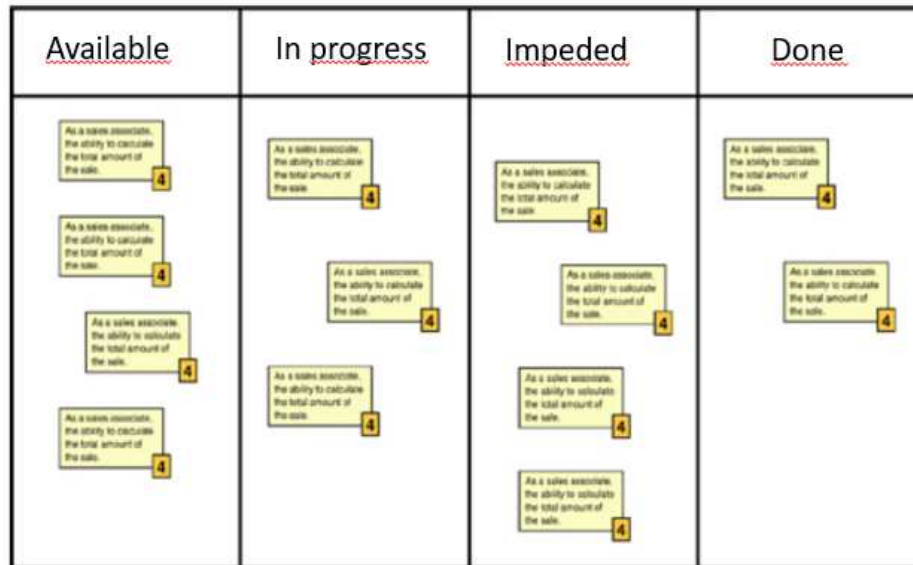 Available
In progress
Impeded
Done
As a sales associate,
the ability to calculate
the total amount of
the sale.
4
As a sales associate,
the ability to calculate
the total amount of
the sale.
4
As a sales associate,
the ability to calculate
the total amount of
the sale.
4
As a sales associate,
the ability to calculate
the total amount of
the sale.
4
As a sales associate,
the ability to calculate
the total amount of
the sale
4
As a sales associate,
the ability to calculate
the total amount of
the sale.
4
As a sales associate,
the ability to calculate
the total amount of
the sale
4
As a sales associate,
the ability to calculate
the total amount of
the sale
4
As a sales associate,
the ability to calculate
the total amount of
the sale.
4
As a sales associate,
the ability to calculate
the total amount of
the sale.
4
As a sales associate,
the ability to calculate
the total amount of
the sale.
4
As a sales associate,
the ability to calculate
the total amount of
the sale.
4
As a sales associate,
the ability to calculate
the total amount of
the sale.
4